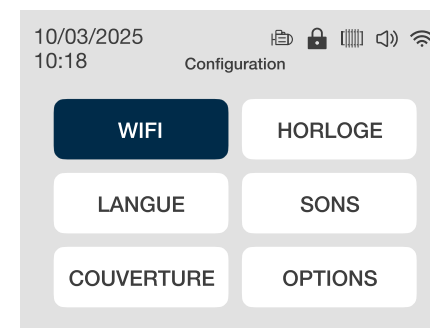 10/03/2025
10:18
Configuration
WIFI
HORLOGE
LANGUE
SONS
COUVERTURE
OPTIONS